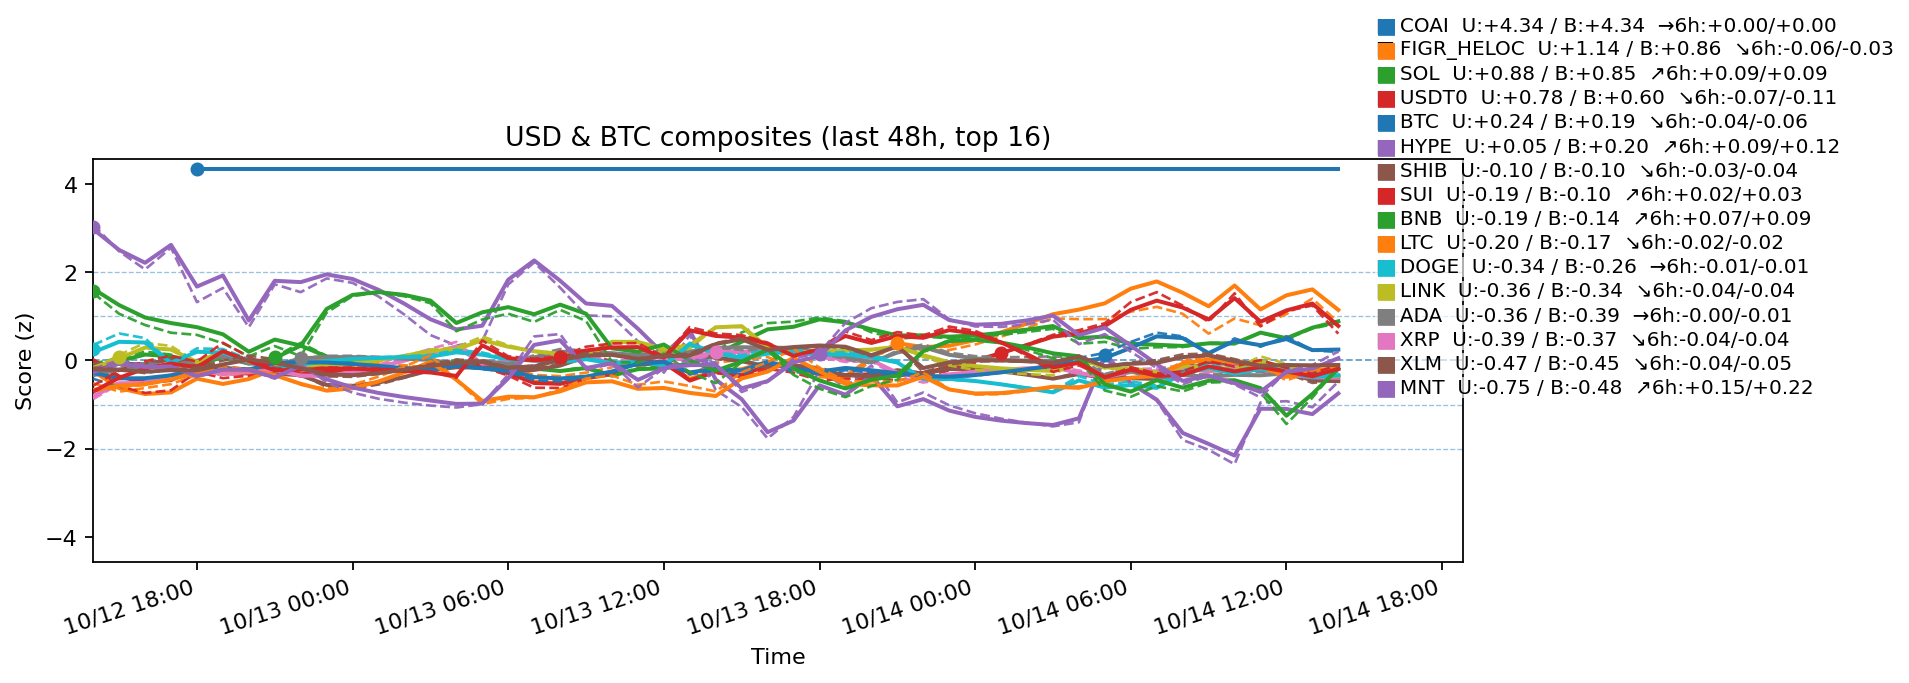 COAI U:+4.34 / B:+4.34 →6h:+0.00/+0.00
FIGR_HELOC U:+1.14 / B:+0.86 ↘6h:-0.06/-0.03
SOL U:+0.88 / B:+0.85 ↗6h:+0.09/+0.09
USDT0 U:+0.78 / B:+0.60 ↘6h:-0.07/-0.11
BTC U:+0.24 / B:+0.19 ↘6h:-0.04/-0.06
HYPE U:+0.05 / B:+0.20 ↗6h:+0.09/+0.12
SHIB U:-0.10 / B:-0.10 ↘6h:-0.03/-0.04
SUI U:-0.19 / B:-0.10 ↗6h:+0.02/+0.03
BNB U:-0.19 / B:-0.14 ↗6h:+0.07/+0.09
LTC U:-0.20 / B:-0.17 ↘6h:-0.02/-0.02
DOGE U:-0.34 / B:-0.26 →6h:-0.01/-0.01
LINK U:-0.36 / B:-0.34 ↘6h:-0.04/-0.04
ADA U:-0.36 / B:-0.39 →6h:-0.00/-0.01
XRP U:-0.39 / B:-0.37 ↘6h:-0.04/-0.04
XLM U:-0.47 / B:-0.45 ↘6h:-0.04/-0.05
MNT U:-0.75 / B:-0.48 ↗6h:+0.15/+0.22
USD & BTC composites (last 48h, top 16)
Score (z)
4
2
0
−2
−4
10/12 18:00
10/13 00:00
10/13 06:00
10/13 12:00
10/13 18:00
10/14 00:00
10/14 06:00
10/14 12:00
10/14 18:00
Time